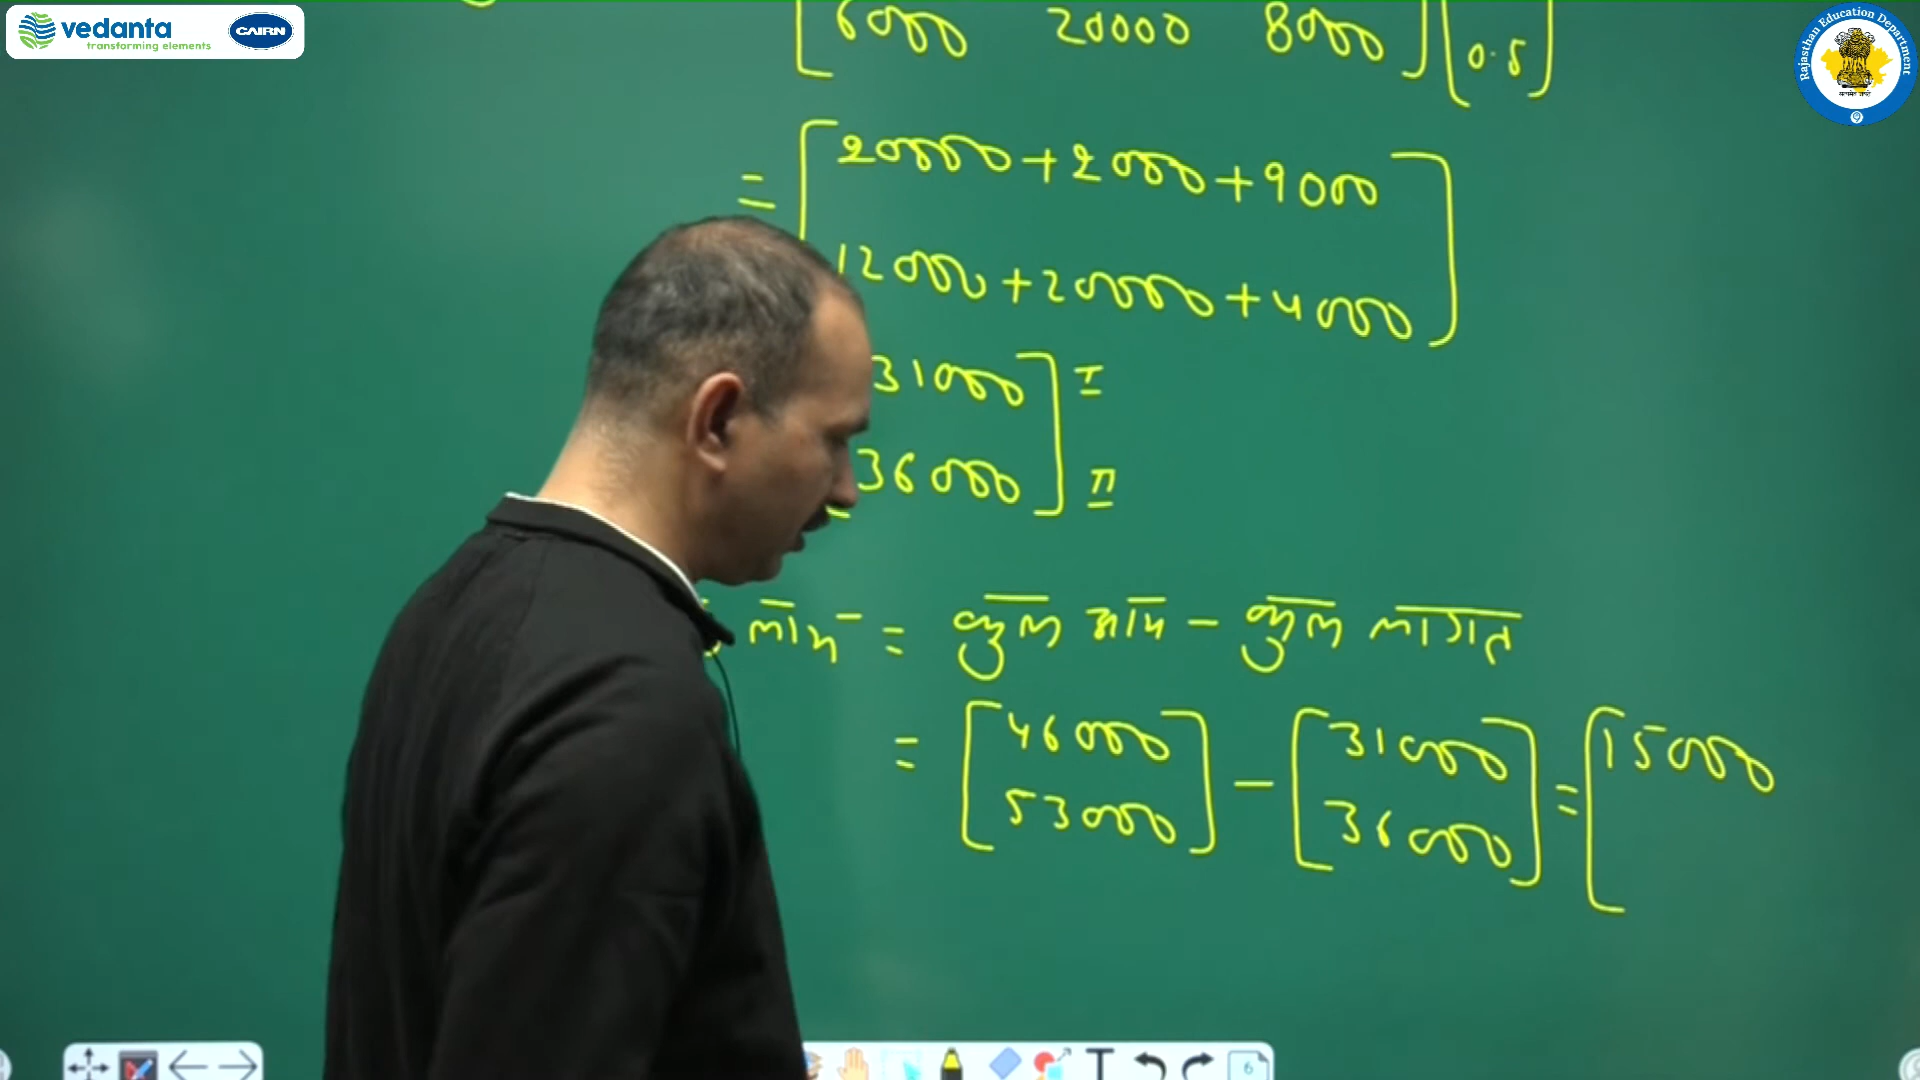 vedanta
transforming elements
CAIRN
Rajasthan Education Department
6000 20000 8000 0.5
= 20000 + 2000 + 9000
12000 + 20000 + 4000
31000 I
36000 II
= कुल आय - कुल लागत
= [46000 53000] - [31000 36000] = [15000
T
6